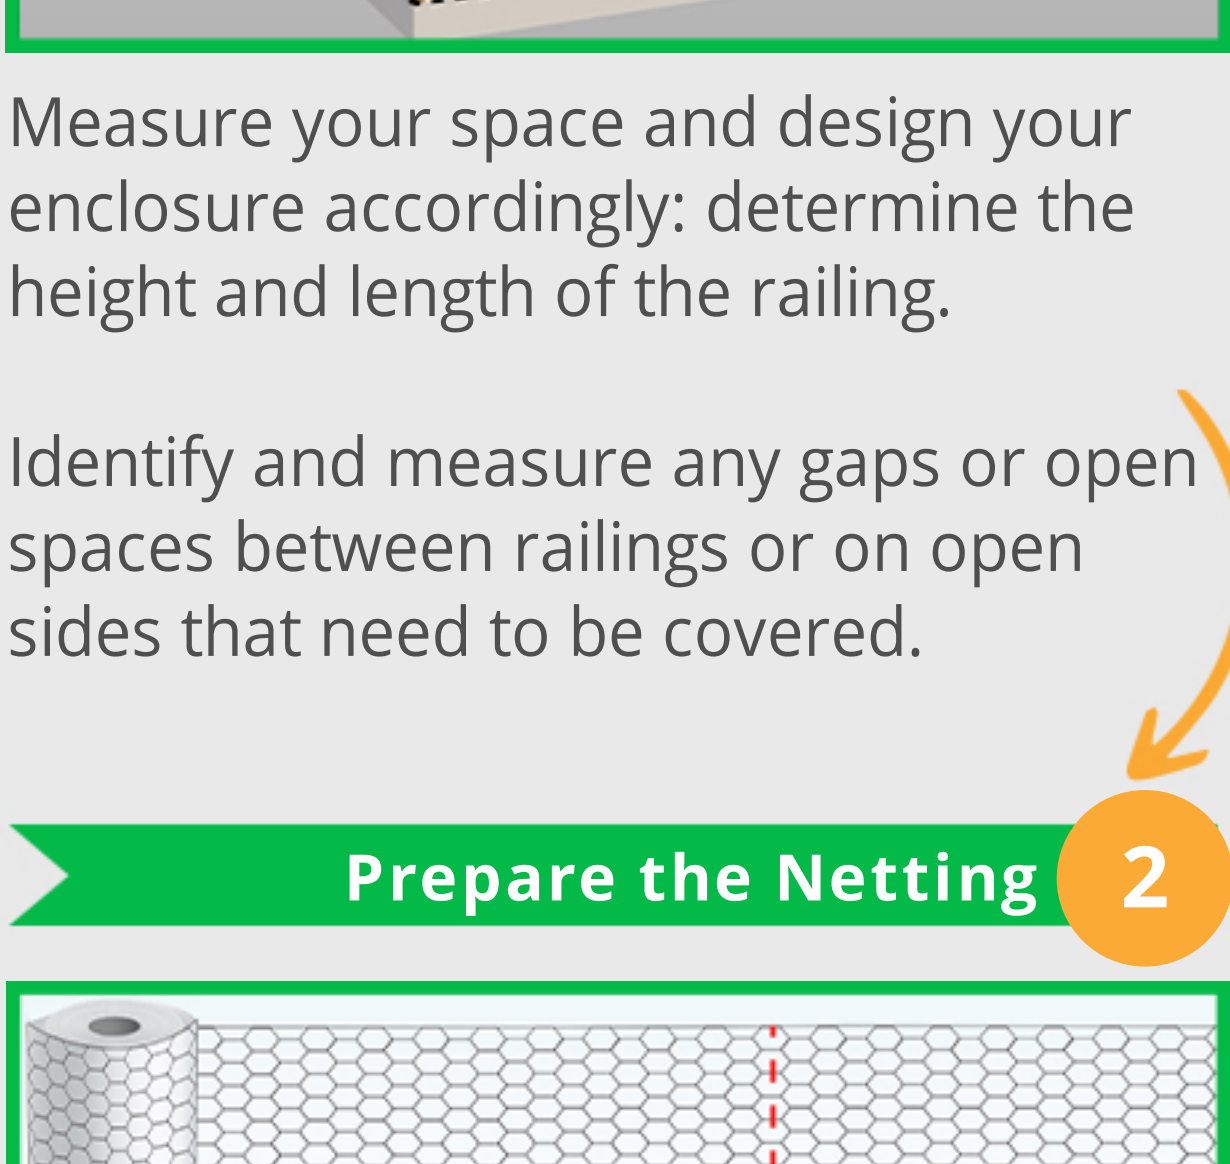 Measure your space and design your
enclosure accordingly: determine the
height and length of the railing.
Identify and measure any gaps or open
spaces between railings or on open
sides that need to be covered.
Prepare the Netting 2